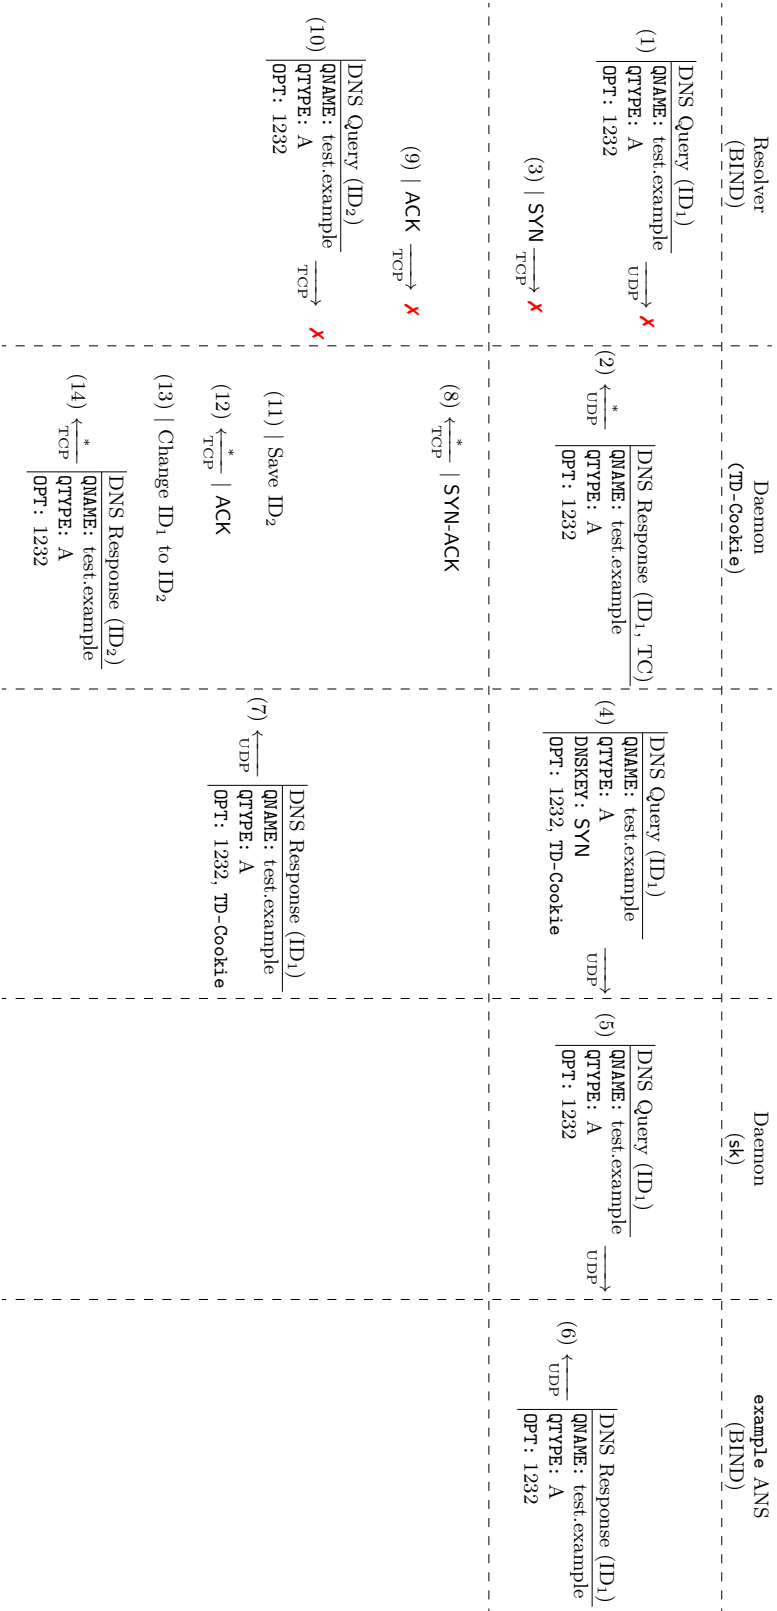 Resolver
(BIND)
Daemon
(TD-Cookie)
Daemon
(sk)
example ANS
(BIND)
(1)
DNS Query (ID₁)
QNAME: test.example
QTYPE: A
OPT: 1232
UDP
✗
(2)
*
UDP
DNS Response (ID₁, TC)
QNAME: test.example
QTYPE: A
OPT: 1232
(3) | SYN
TCP
✗
(4)
DNS Query (ID₁)
QNAME: test.example
QTYPE: A
DNSKEY: SYN
OPT: 1232, TD-Cookie
UDP
(5)
DNS Query (ID₁)
QNAME: test.example
QTYPE: A
OPT: 1232
UDP
(6)
UDP
DNS Response (ID₁)
QNAME: test.example
QTYPE: A
OPT: 1232
(7)
UDP
DNS Response (ID₁)
QNAME: test.example
QTYPE: A
OPT: 1232, TD-Cookie
(8)
*
TCP
| SYN-ACK
(9) | ACK
TCP
✗
(10)
DNS Query (ID₂)
QNAME: test.example
QTYPE: A
OPT: 1232
TCP
✗
(11) | Save ID₂
(12)
*
TCP
| ACK
(13) | Change ID₁ to ID₂
(14)
*
TCP
DNS Response (ID₂)
QNAME: test.example
QTYPE: A
OPT: 1232